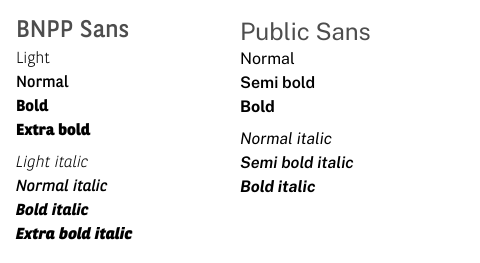 BNPP Sans
Light
Normal
Bold
Extra bold
Light italic
Normal italic
Bold italic
Extra bold italic
Public Sans
Normal
Semi bold
Bold
Normal italic
Semi bold italic
Bold italic